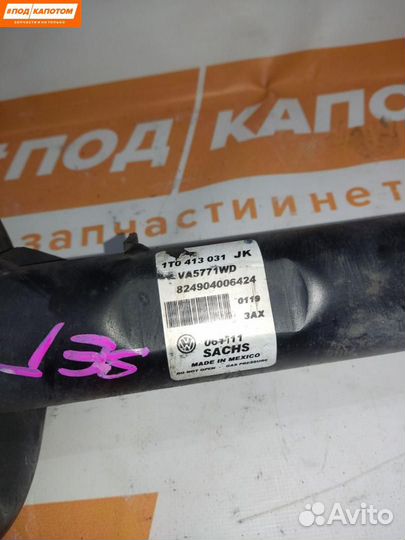 #ПОД КАПОТОМ
ЗАПЧАСТИ И НЕ ТОЛЬКО
#ПОД КАПОТ
запчасти и нет
1T0 413 031 JK
VA5771WD
824904006424
0119
3AX
061111
SACHS
MADE IN MEXICO
DO NOT OPEN - GAS PRESSURE
Avito